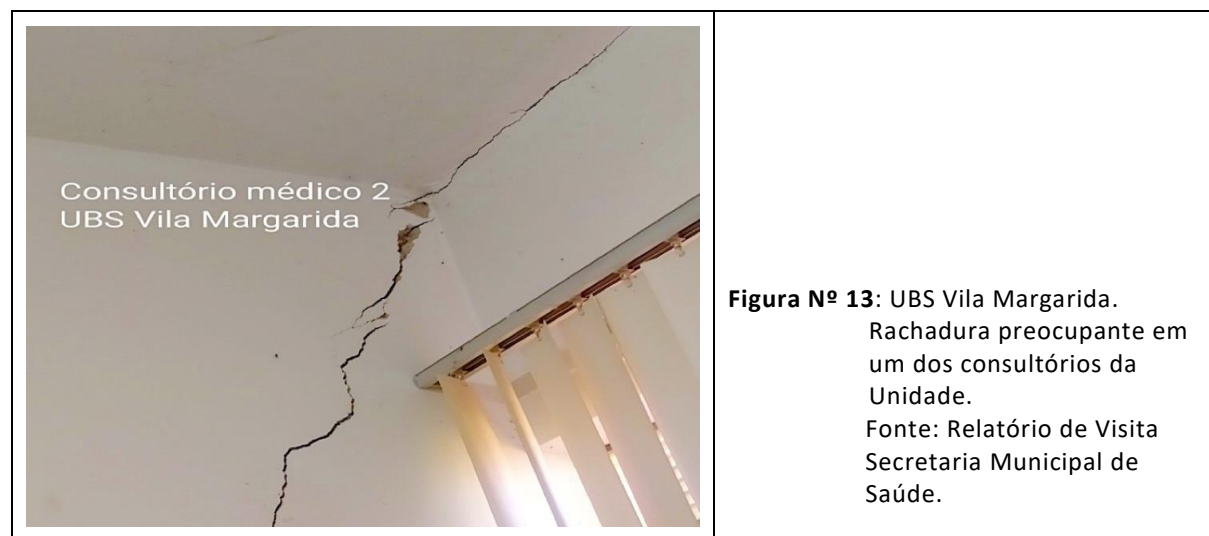 Consultório médico 2
UBS Vila Margarida
Figura Nº 13: UBS Vila Margarida.
Rachadura preocupante em
um dos consultórios da
Unidade.
Fonte: Relatório de Visita
Secretaria Municipal de
Saúde.